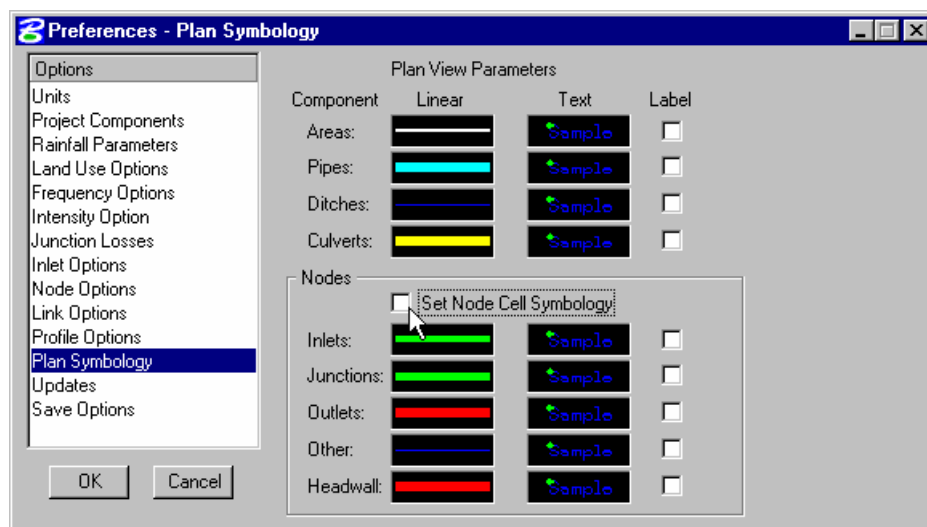 Preferences - Plan Symbology
Options
Units
Project Components
Rainfall Parameters
Land Use Options
Frequency Options
Intensity Option
Junction Losses
Inlet Options
Node Options
Link Options
Profile Options
Plan Symbology
Updates
Save Options
OK Cancel
Plan View Parameters
Component Linear Text Label
Areas: Sample
Pipes: Sample
Ditches: Sample
Culverts: Sample
Nodes
Set Node Cell Symbology
Inlets: Sample
Junctions: Sample
Outlets: Sample
Other: Sample
Headwall: Sample